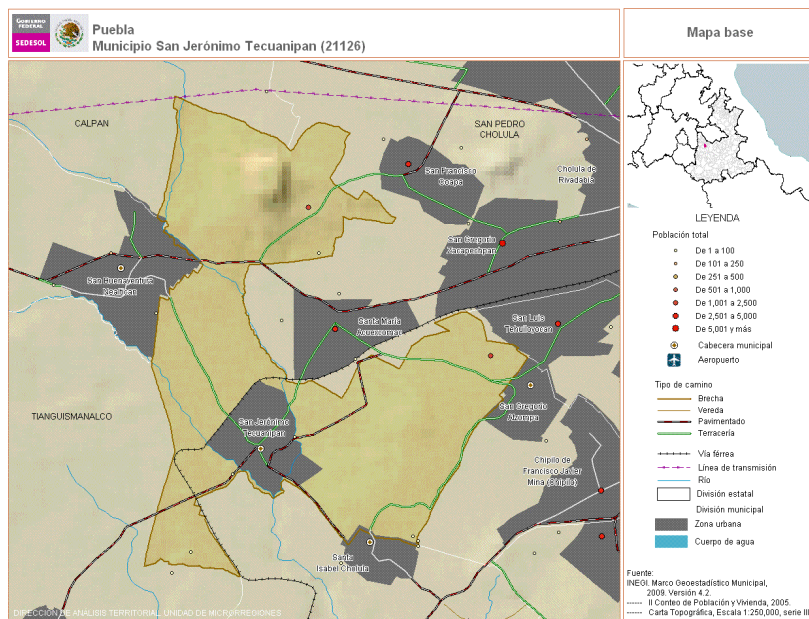 GOBIERNO
FEDERAL
SEDESOL
Puebla
Municipio San Jerónimo Tecuanipan (21126)
Mapa base
CALPAN
SAN PEDRO
CHOLULA
San Francisco
Coapa
Cholula de
Rivadabia
San Gregorio
Zacapechpan
San Buenaventura
Nealtican
Santa María
Acuexcomac
San Luis
Tehuiloyocan
TIANGUISMANALCO
San Jerónimo
Tecuanipan
San Gregorio
Atzompa
Chipilo de
Francisco Javier
Mina (Chipilo)
Santa
Isabel Cholula
DIRECCIÓN DE ANÁLISIS TERRITORIAL, UNIDAD DE MICRORREGIONES
LEYENDA
Población total
De 1 a 100
De 101 a 250
De 251 a 500
De 501 a 1,000
De 1,001 a 2,500
De 2,501 a 5,000
De 5,001 y más
Cabecera municipal
Aeropuerto
Tipo de camino
Brecha
Vereda
Pavimentado
Terracería
Vía férrea
Línea de transmisión
Río
División estatal
División municipal
Zona urbana
Cuerpo de agua
Fuente:
INEGI. Marco Geoestadístico Municipal,
2009. Versión 4.2.
II Conteo de Población y Vivienda, 2005.
Carta Topográfica, Escala 1:250,000, serie III